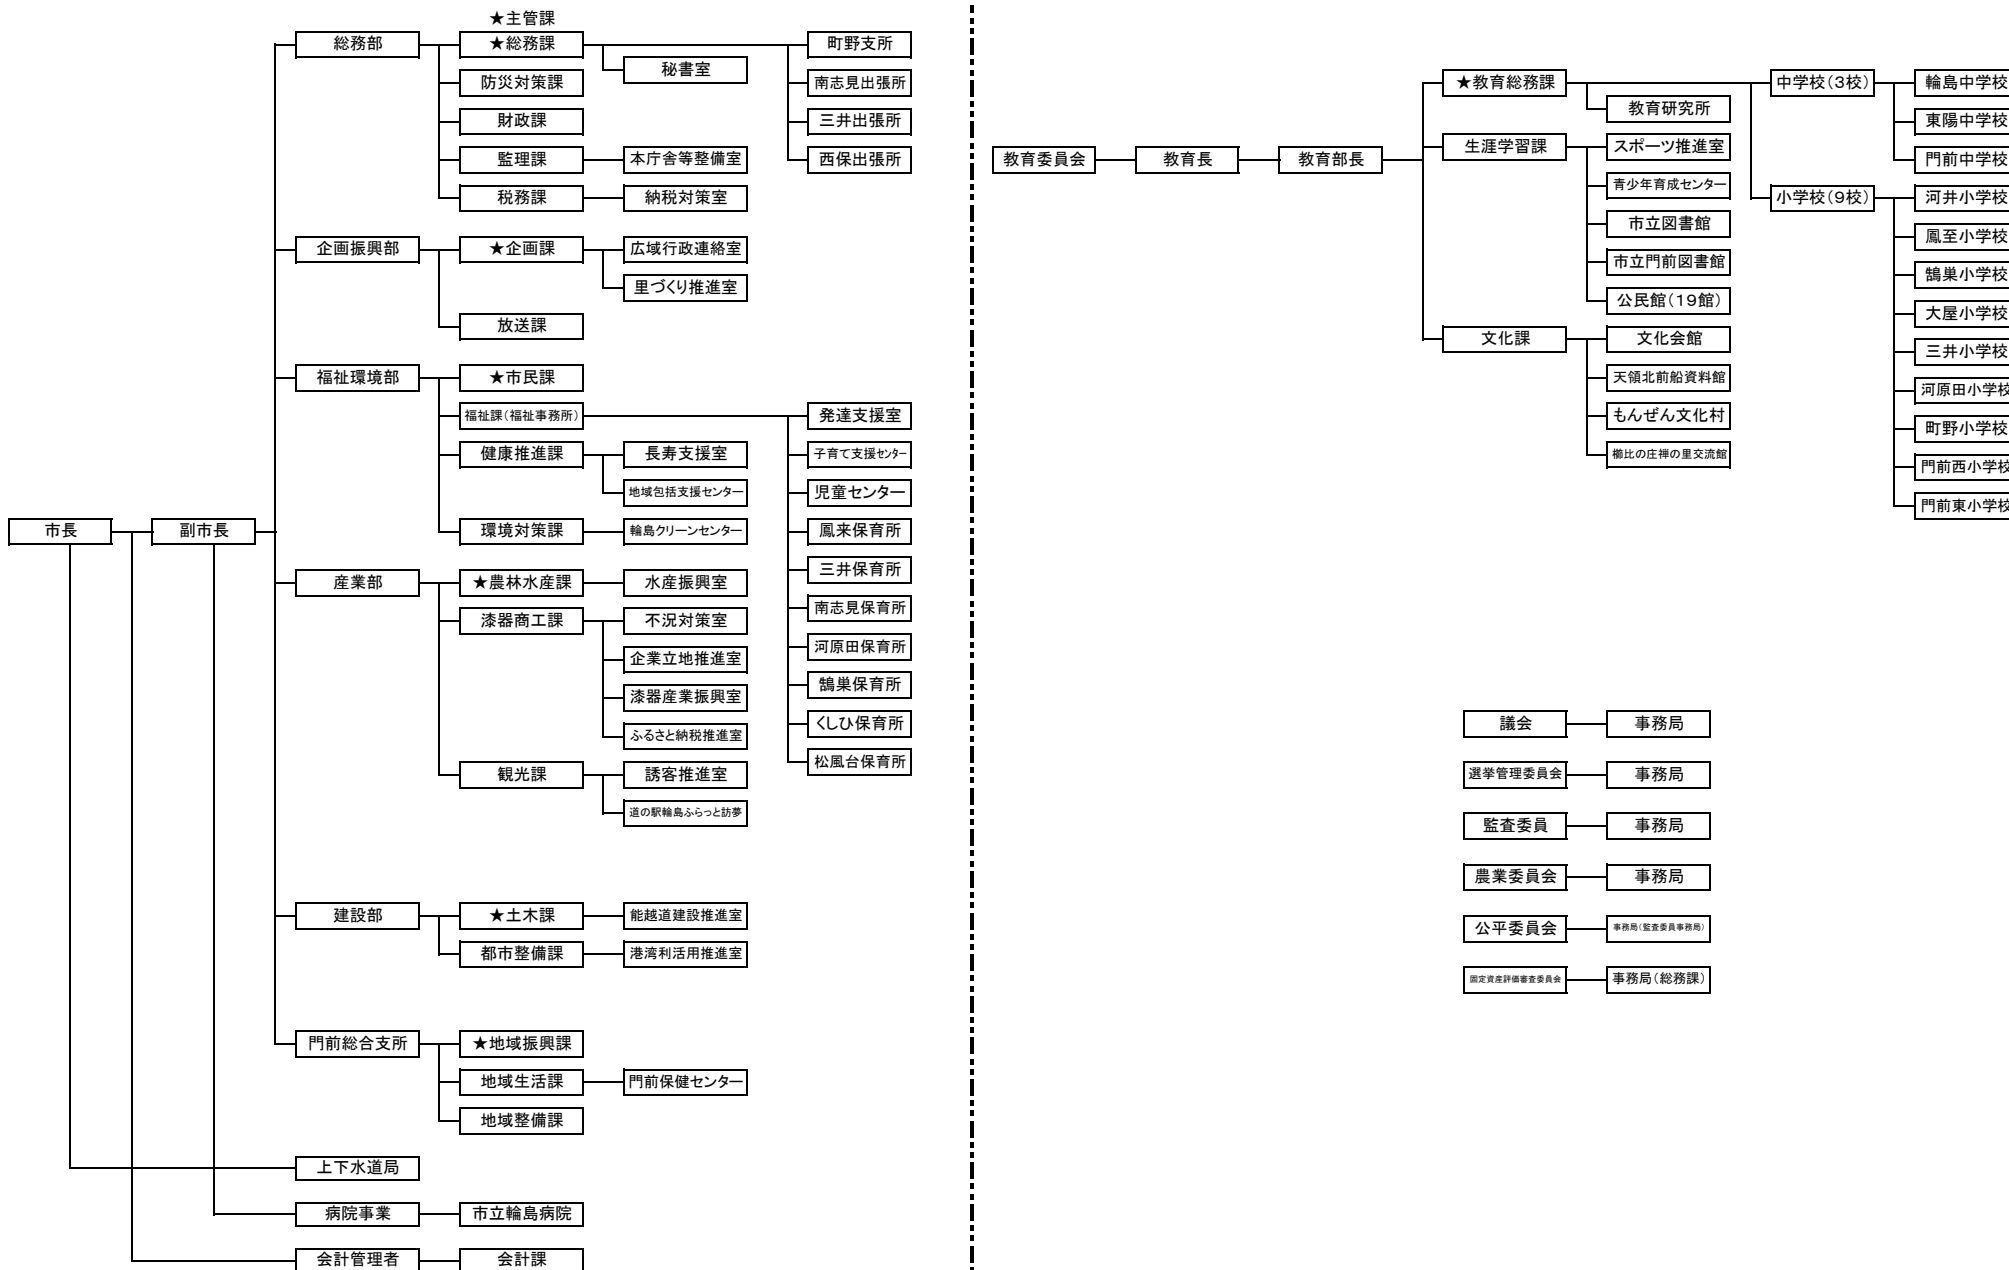 ★主管課
総務部
★総務課
秘書室
町野支所
南志見出張所
三井出張所
西保出張所
防災対策課
財政課
監理課
本庁舎等整備室
税務課
納税対策室
企画振興部
★企画課
広域行政連絡室
里づくり推進室
放送課
福祉環境部
★市民課
福祉課(福祉事務所)
発達支援室
子育て支援センター
児童センター
鳳来保育所
三井保育所
南志見保育所
河原田保育所
鵠巣保育所
くしひ保育所
松風台保育所
健康推進課
長寿支援室
地域包括支援センター
環境対策課
輪島クリーンセンター
市長
副市長
産業部
★農林水産課
水産振興室
漆器商工課
不況対策室
企業立地推進室
漆器産業振興室
ふるさと納税推進室
観光課
誘客推進室
道の駅輪島ふらっと訪夢
建設部
★土木課
能越道建設推進室
都市整備課
港湾利活用推進室
門前総合支所
★地域振興課
地域生活課
門前保健センター
地域整備課
上下水道局
病院事業
市立輪島病院
会計管理者
会計課
教育委員会
教育長
教育部長
★教育総務課
教育研究所
中学校(3校)
輪島中学校
東陽中学校
門前中学校
小学校(9校)
河井小学校
鳳至小学校
鵠巣小学校
大屋小学校
三井小学校
河原田小学校
町野小学校
門前西小学校
門前東小学校
生涯学習課
スポーツ推進室
青少年育成センター
市立図書館
市立門前図書館
公民館(19館)
文化課
文化会館
天領北前船資料館
もんぜん文化村
櫛比の庄禅の里交流館
議会
事務局
選挙管理委員会
事務局
監査委員
事務局
農業委員会
事務局
公平委員会
事務局(監査委員事務局)
固定資産評価審査委員会
事務局(総務課)